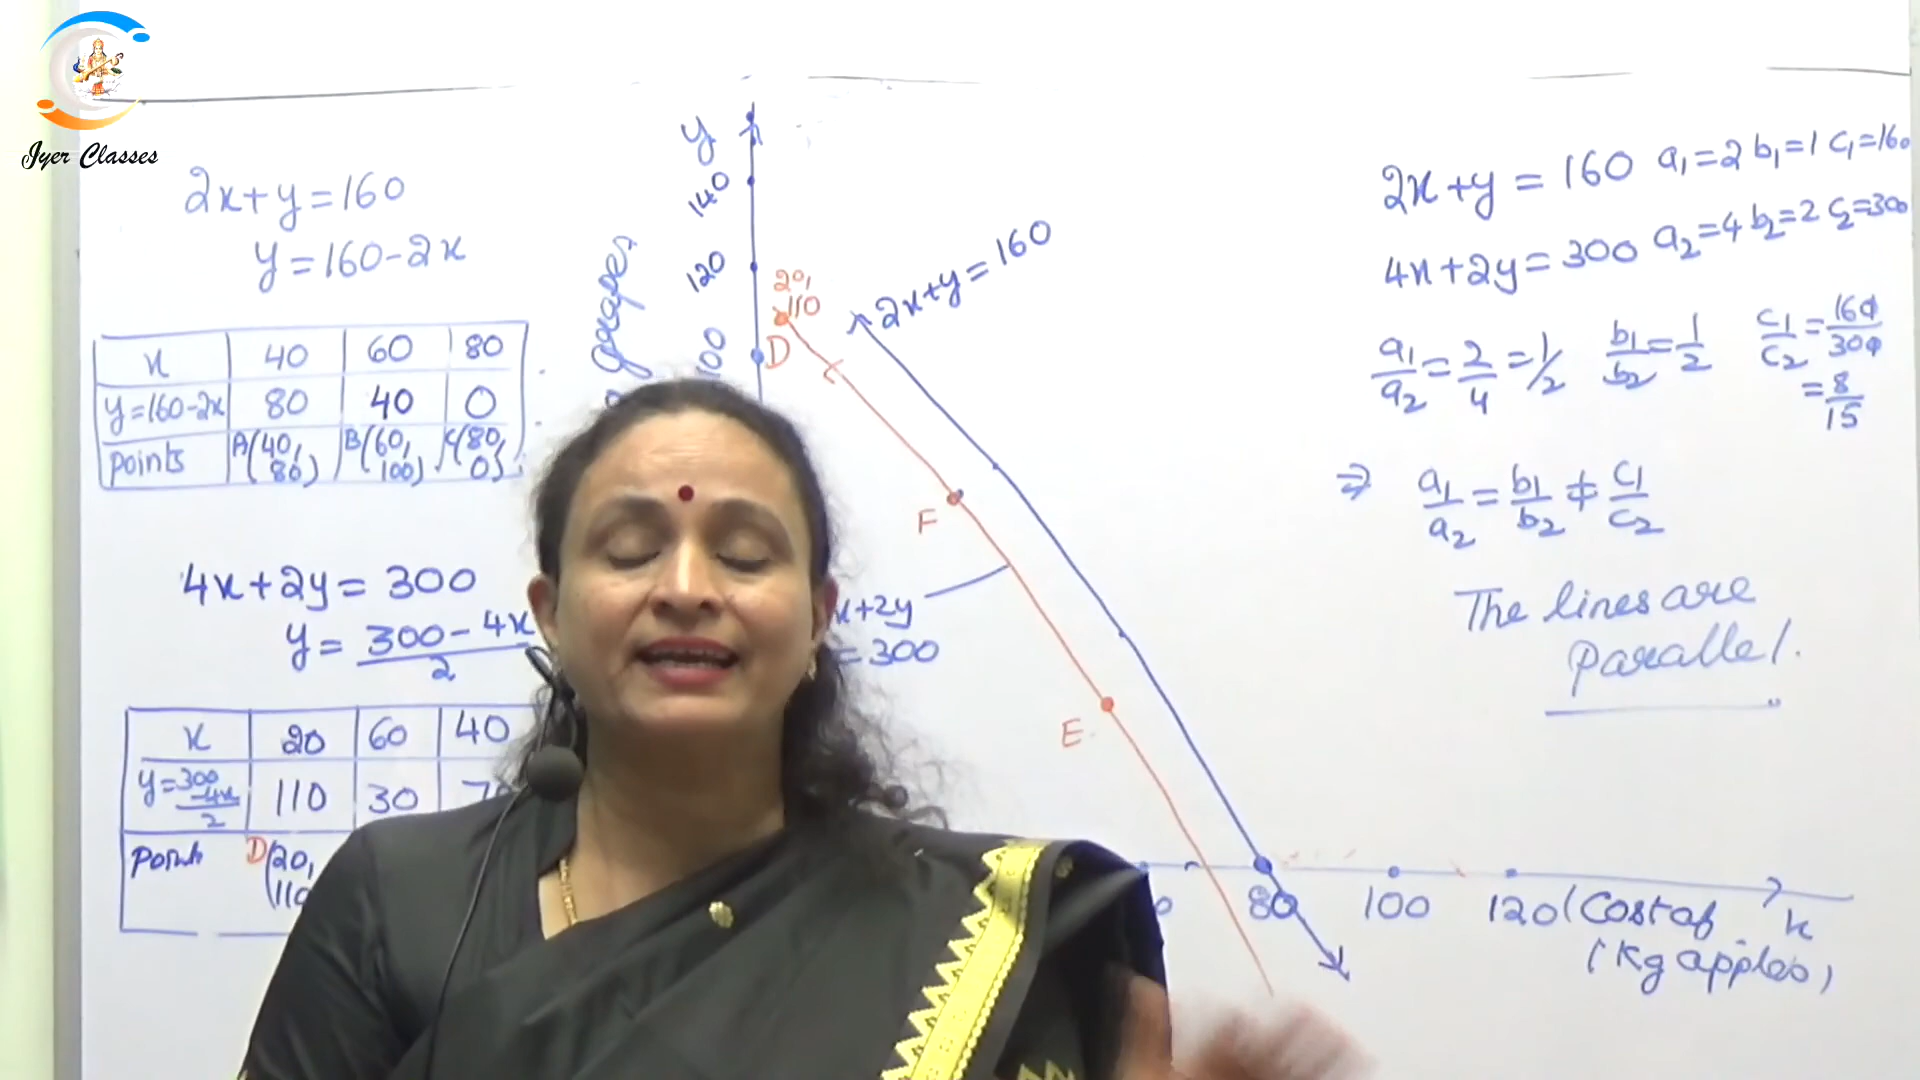 Iyer Classes
2x+y=160
y=160-2x
x 40 60 80
y=160-2x 80 40 0
points A(40, 80) B(60, 100) C(80, 0)
4x+2y=300
y=300-4x/2
x 20 60 40
y=300-4x/2 110 30
Points D(20, 110
y
140
120
100
grapes
20, 110
D
2x+y=160
F
x+2y
=300
E
80 100 120 (Cost of x
(Kg apples)
2x+y=160 a₁=2 b₁=1 c₁=160
4x+2y=300 a₂=4 b₂=2 c₂=300
a₁/a₂=2/4=1/2 b₁/b₂=1/2 c₁/c₂=160/300
=8/15
⇒ a₁/a₂=b₁/b₂≠c₁/c₂
The lines are
parallel.